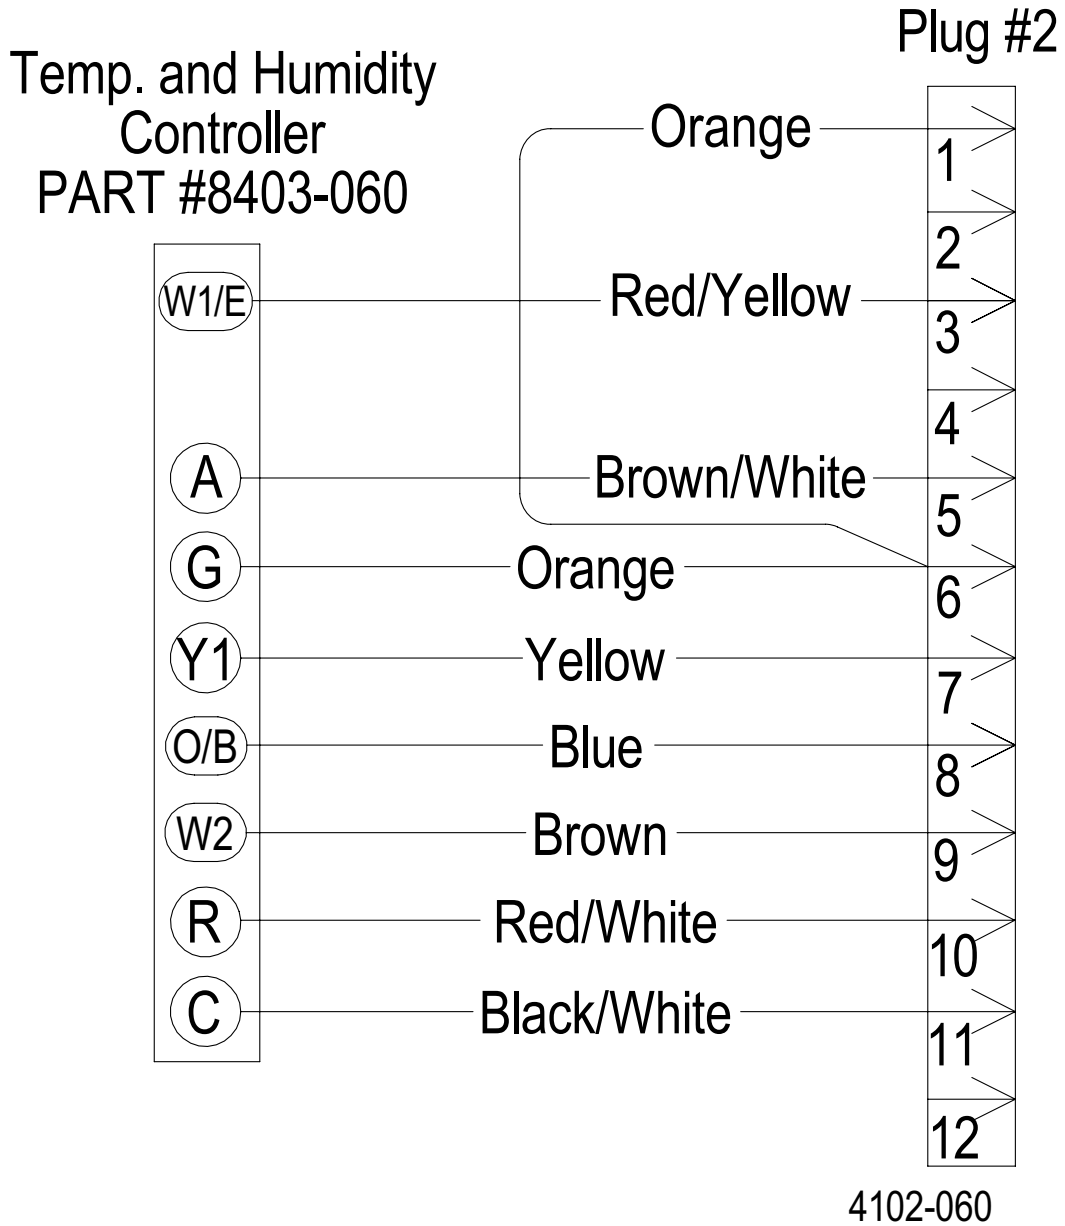 Plug #2
Temp. and Humidity
Controller
PART #8403-060
Orange
1
2
W1/E
Red/Yellow
3
4
A
Brown/White
5
G
Orange
6
Y1
Yellow
7
O/B
Blue
8
W2
Brown
9
R
Red/White
10
C
Black/White
11
12
4102-060